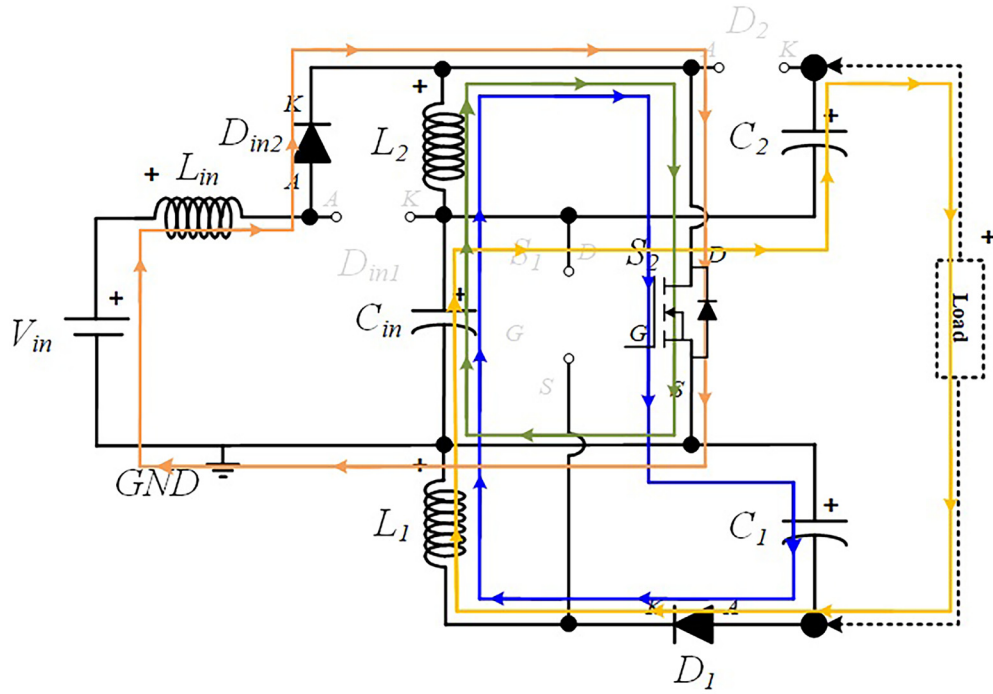 D2
A
K
K
+
+
Din2
L2
C2
Lin
+
A
A
K
+
Din1
S1
D
S2
D
+
+
Vin
Cin
G
G
Load
S
S
GND
+
+
L1
C1
K
A
D1